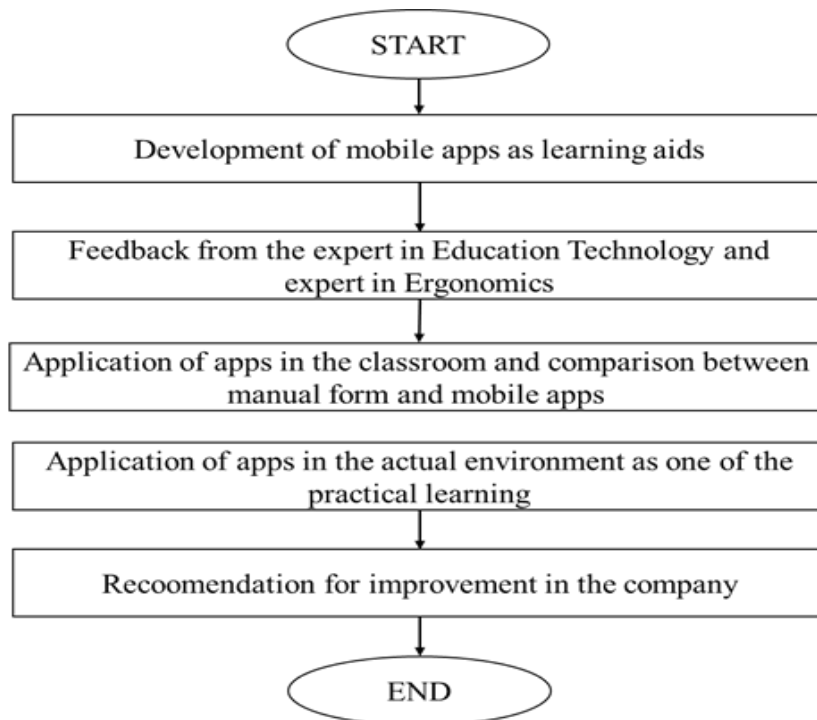 START
Development of mobile apps as learning aids
Feedback from the expert in Education Technology and
expert in Ergonomics
Application of apps in the classroom and comparison between
manual form and mobile apps
Application of apps in the actual environment as one of the
practical learning
Recoomendation for improvement in the company
END